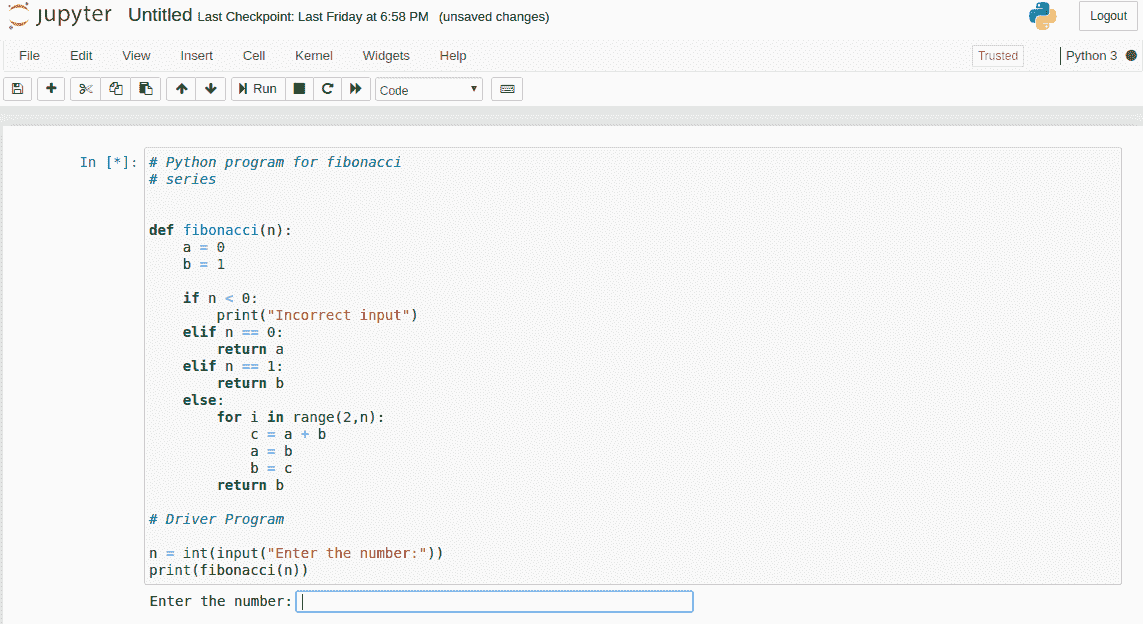 jupyter Untitled Last Checkpoint: Last Friday at 6:58 PM (unsaved changes) Logout
File Edit View Insert Cell Kernel Widgets Help Trusted Python 3
Run Code
In [*]: # Python program for fibonacci
# series
def fibonacci(n):
    a = 0
    b = 1
    if n < 0:
        print("Incorrect input")
    elif n == 0:
        return a
    elif n == 1:
        return b
    else:
        for i in range(2,n):
            c = a + b
            a = b
            b = c
        return b
# Driver Program
n = int(input("Enter the number:"))
print(fibonacci(n))
Enter the number: